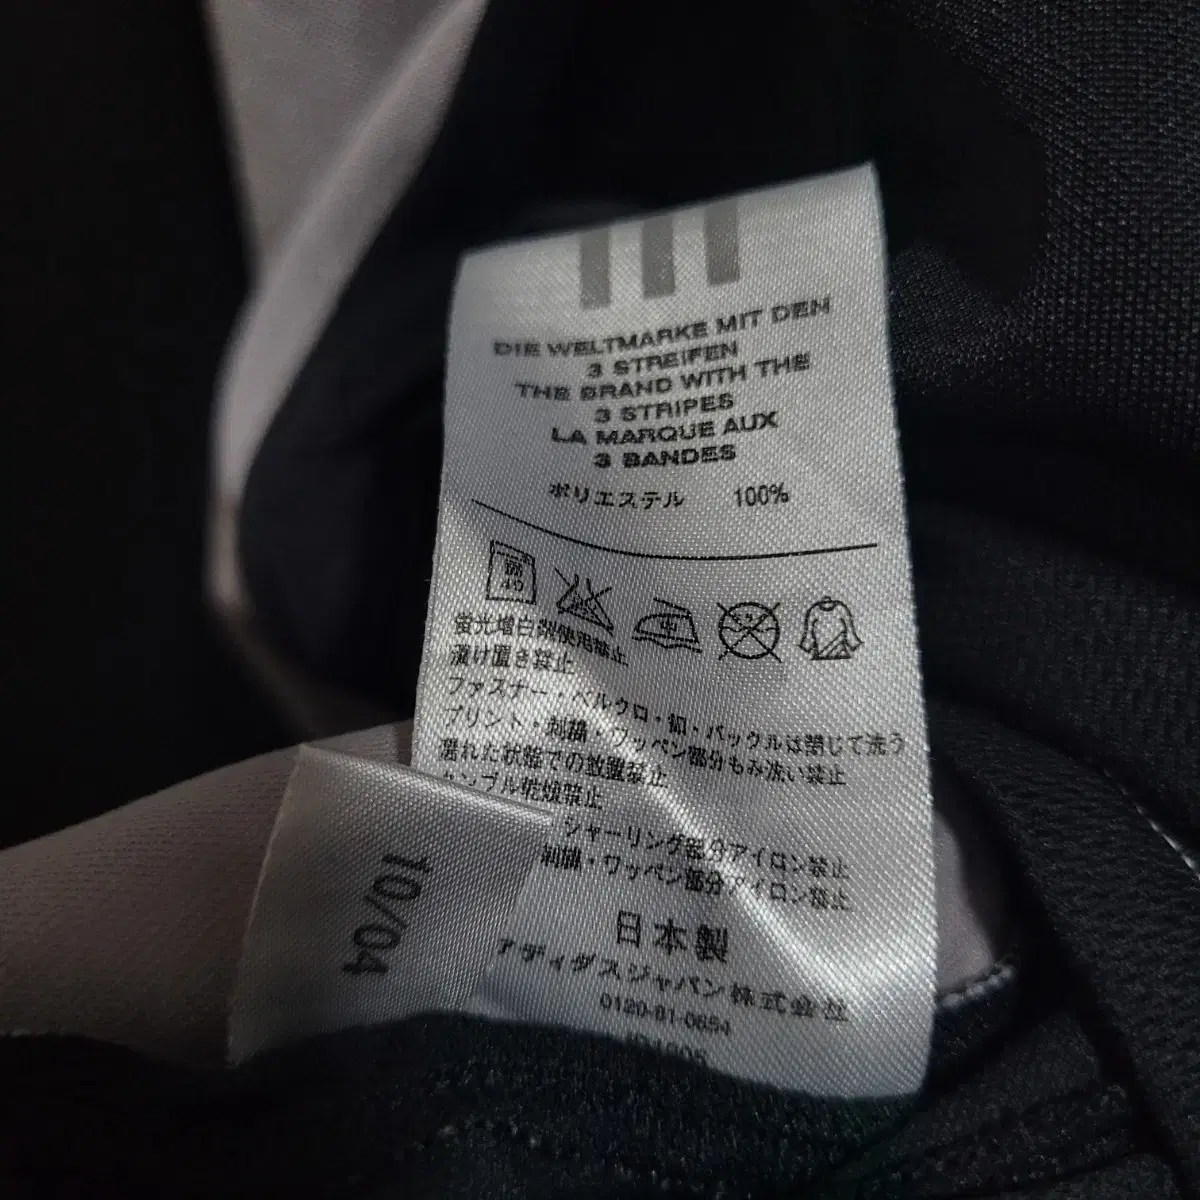 DIE WELTMARKE MIT DEN
3 STREIFEN
THE BRAND WITH THE
3 STRIPES
LA MARQUE AUX
3 BANDES
ポリエステル 100%
40
蛍光増白剤使用禁止
漬け置き禁止
ファスナー・ベルクロ・釦・バックルは閉じて洗う
プリント・刺繍・ワッペン部分もみ洗い禁止
濡れた状態での放置禁止
タンブル乾燥禁止
シャーリング部分アイロン禁止
刺繍・ワッペン部分アイロン禁止
日本製
アディダスジャパン株式会社
0120-81-0654
10/04